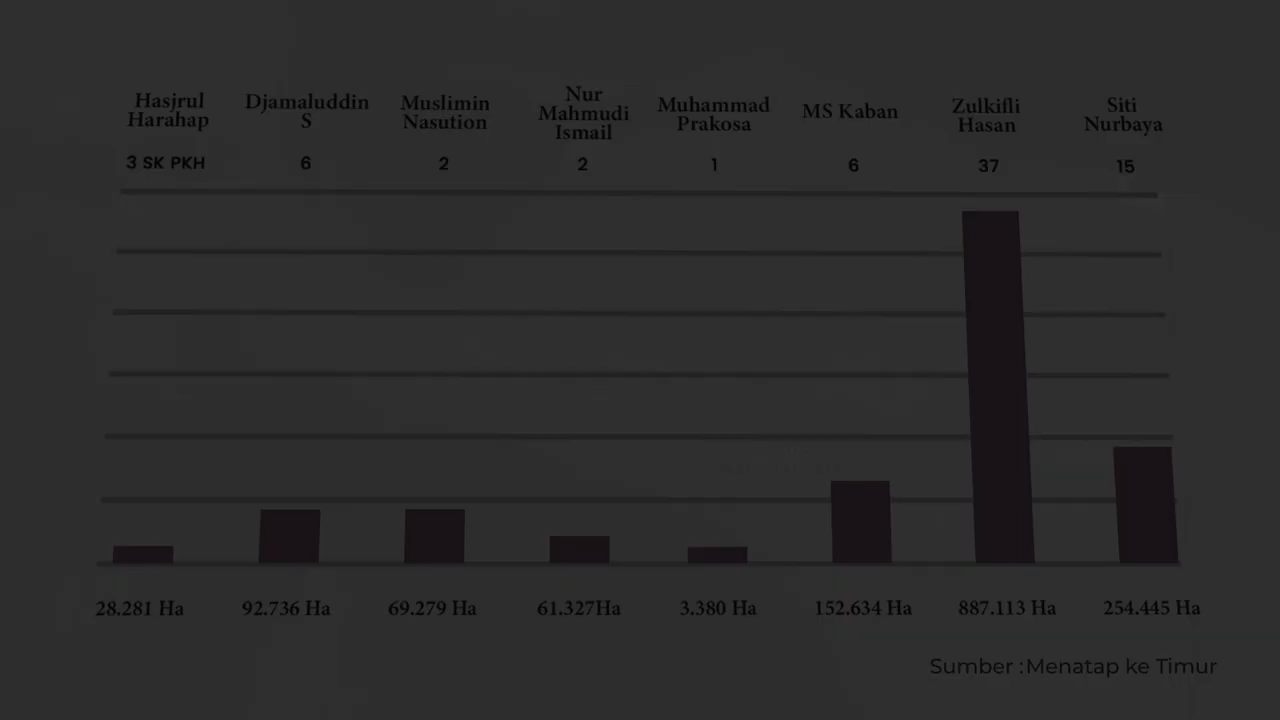 Hasjrul
Harahap
Djamaluddin
S
Muslimin
Nasution
Nur
Mahmudi
Ismail
Muhammad
Prakosa
MS Kaban
Zulkifli
Hasan
Siti
Nurbaya
3 SK PKH
6
2
2
1
6
37
15
28.281 Ha
92.736 Ha
69.279 Ha
61.327Ha
3.380 Ha
152.634 Ha
887.113 Ha
254.445 Ha
Sumber :Menatap ke Timur